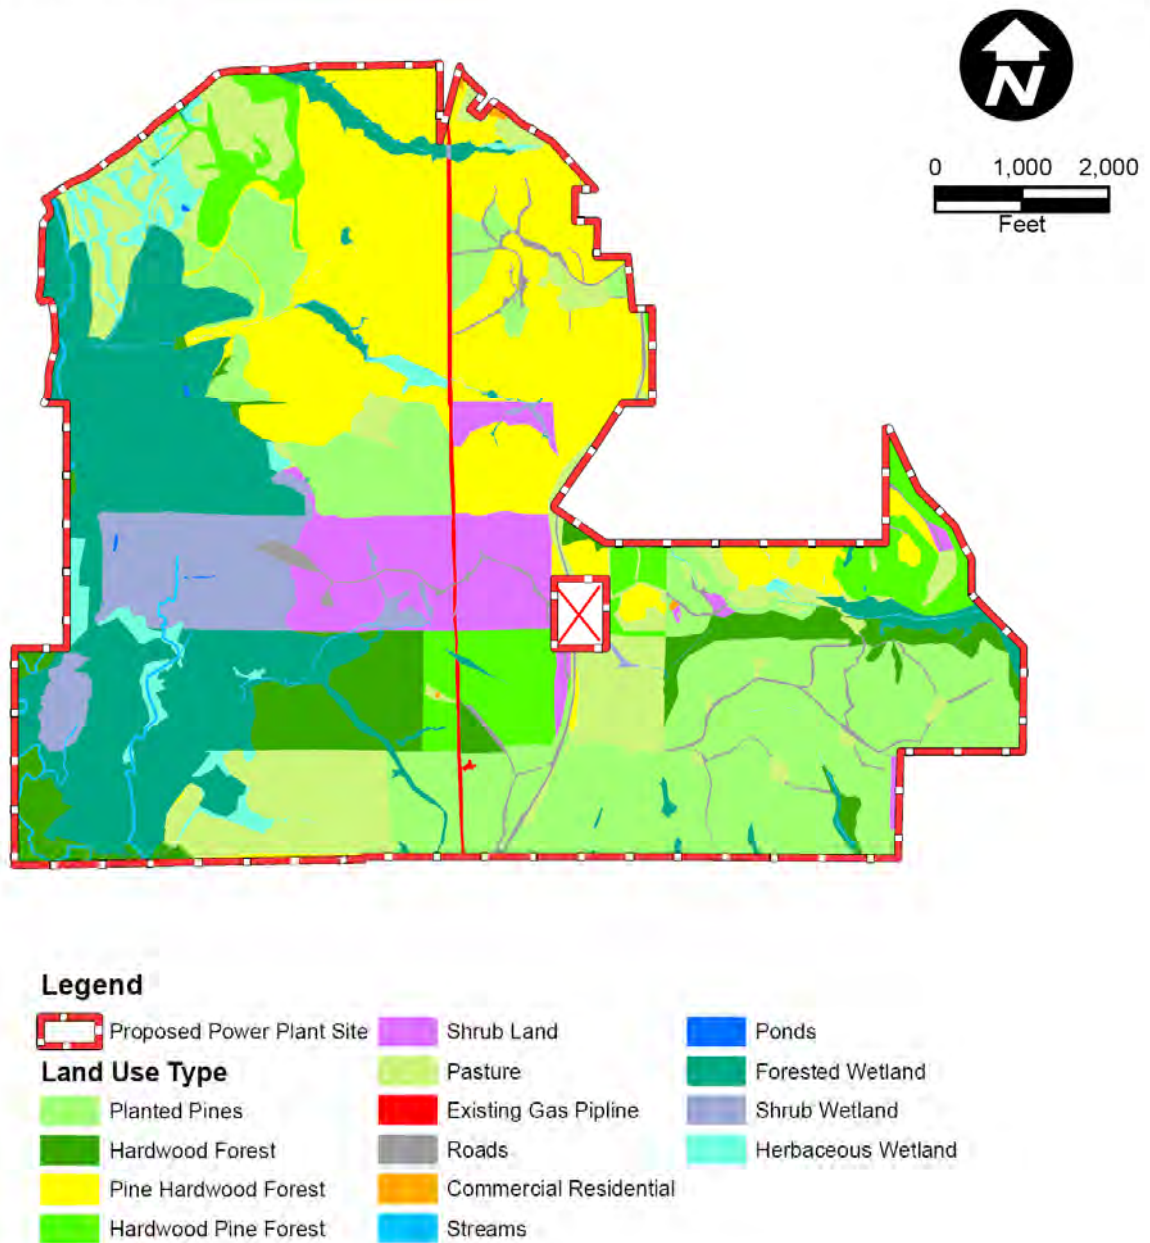 N
0 1,000 2,000
Feet
Legend
Proposed Power Plant Site
Land Use Type
Planted Pines
Hardwood Forest
Pine Hardwood Forest
Hardwood Pine Forest
Shrub Land
Pasture
Existing Gas Pipline
Roads
Commercial Residential
Streams
Ponds
Forested Wetland
Shrub Wetland
Herbaceous Wetland